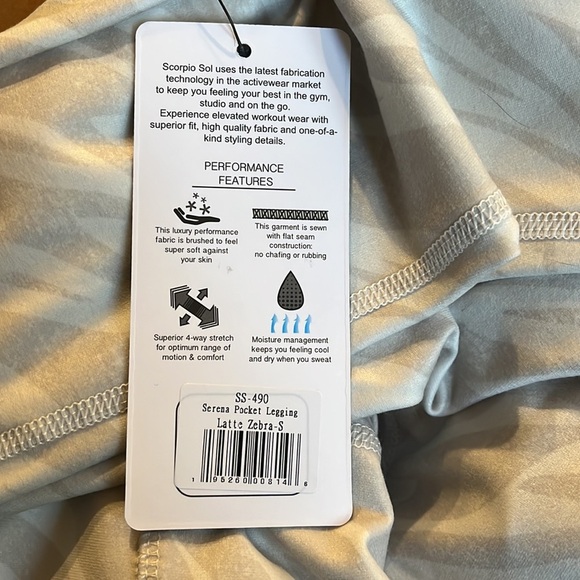 Scorpio Sol uses the latest fabrication
technology in the activewear market
to keep you feeling your best in the gym,
studio and on the go.
Experience elevated workout wear with
superior fit, high quality fabric and one-of-a-
kind styling details.
PERFORMANCE
FEATURES
This luxury performance
fabric is brushed to feel
super soft against
your skin
This garment is sewn
with flat seam
construction:
no chafing or rubbing
Superior 4-way stretch
for optimum range of
motion & comfort
Moisture management
keeps you feeling cool
and dry when you sweat
SS-490
Serena Pocket Legging
Latte Zebra-S
1 95260 00814 6